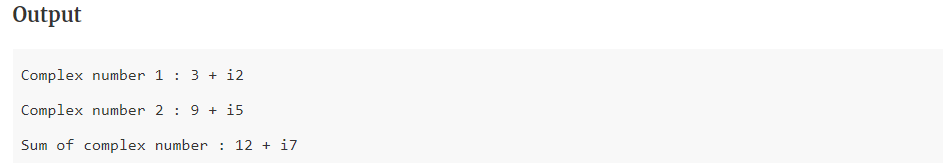 Output
Complex number 1 : 3 + i2
Complex number 2 : 9 + i5
Sum of complex number : 12 + i7